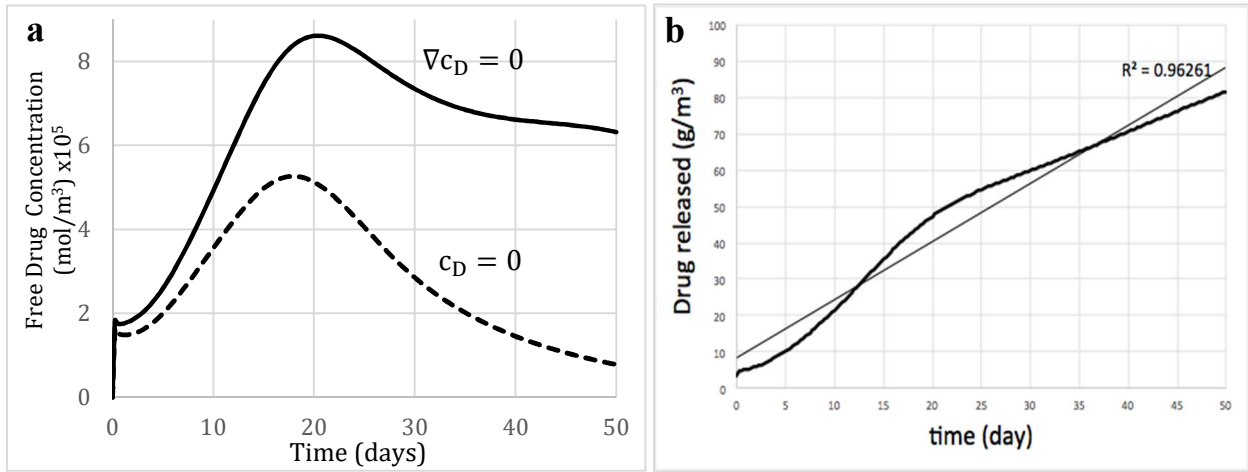 a
Free Drug Concentration
(mol/m³) x10⁵
8
6
4
2
0
0 10 20 30 40 50
Time (days)
∇c_D = 0
c_D = 0
b
Drug released (g/m³)
100
90
80
70
60
50
40
30
20
10
0
0 5 10 15 20 25 30 35 40 45 50
time (day)
R² = 0.96261